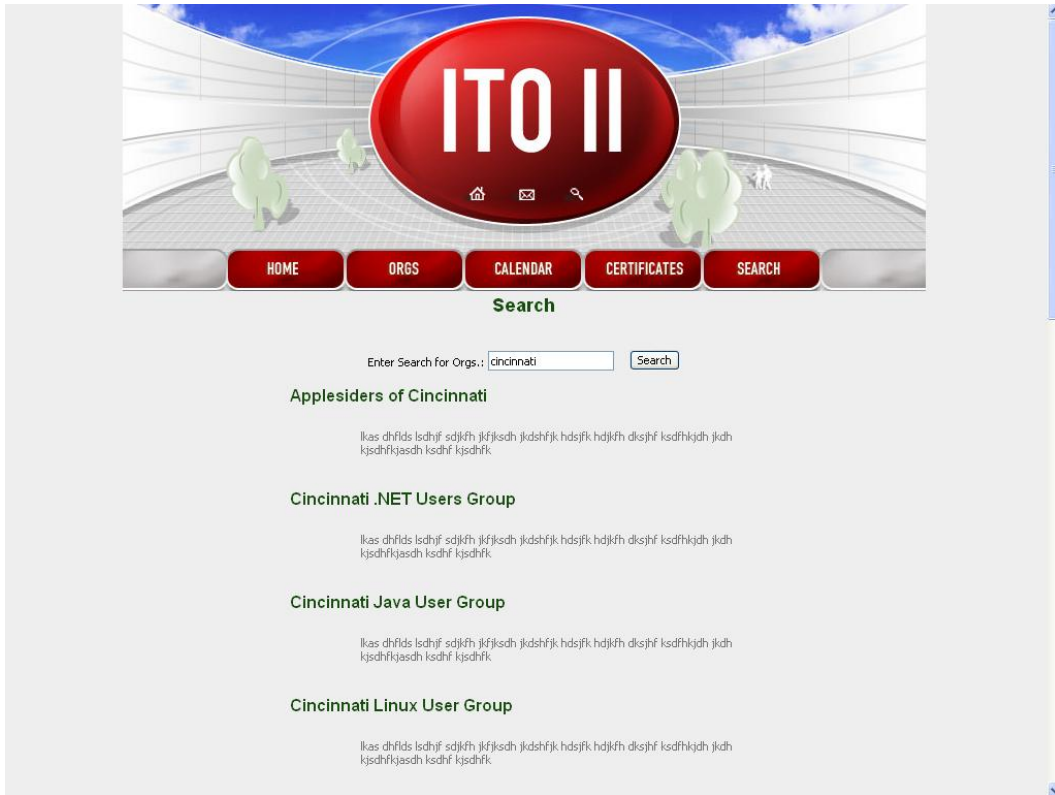 ITO II
HOME ORGS CALENDAR CERTIFICATES SEARCH
Search
Enter Search for Orgs.: cincinnati Search
Applesiders of Cincinnati
lkas dhflds lsdhjf sdjkfh jkfjksdh jkdshfjk hdsjfk hdjkfh dksjhf ksdfhkjdh jkdh
kjsdhfkjasdh ksdhf kjsdhfk
Cincinnati .NET Users Group
lkas dhflds lsdhjf sdjkfh jkfjksdh jkdshfjk hdsjfk hdjkfh dksjhf ksdfhkjdh jkdh
kjsdhfkjasdh ksdhf kjsdhfk
Cincinnati Java User Group
lkas dhflds lsdhjf sdjkfh jkfjksdh jkdshfjk hdsjfk hdjkfh dksjhf ksdfhkjdh jkdh
kjsdhfkjasdh ksdhf kjsdhfk
Cincinnati Linux User Group
lkas dhflds lsdhjf sdjkfh jkfjksdh jkdshfjk hdsjfk hdjkfh dksjhf ksdfhkjdh jkdh
kjsdhfkjasdh ksdhf kjsdhfk